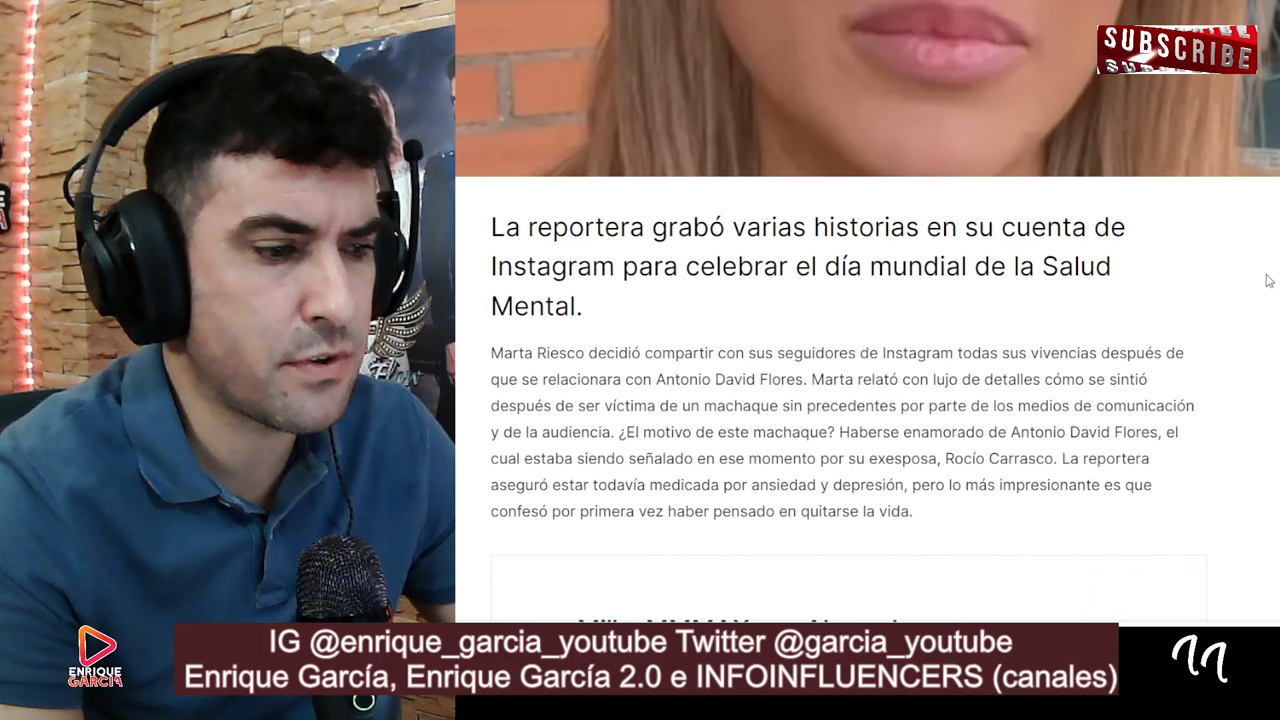 SUBSCRIBE
La reportera grabó varias historias en su cuenta de
Instagram para celebrar el día mundial de la Salud
Mental.
Marta Riesco decidió compartir con sus seguidores de Instagram todas sus vivencias después de
que se relacionara con Antonio David Flores. Marta relató con lujo de detalles cómo se sintió
después de ser víctima de un machaque sin precedentes por parte de los medios de comunicación
y de la audiencia. ¿El motivo de este machaque? Haberse enamorado de Antonio David Flores, el
cual estaba siendo señalado en ese momento por su exesposa, Rocío Carrasco. La reportera
aseguró estar todavía medicada por ansiedad y depresión, pero lo más impresionante es que
confesó por primera vez haber pensado en quitarse la vida.
IG @enrique_garcia_youtube Twitter @garcia_youtube
Enrique García, Enrique García 2.0 e INFOINFLUENCERS (canales)
ENRIQUE
GARCÍA